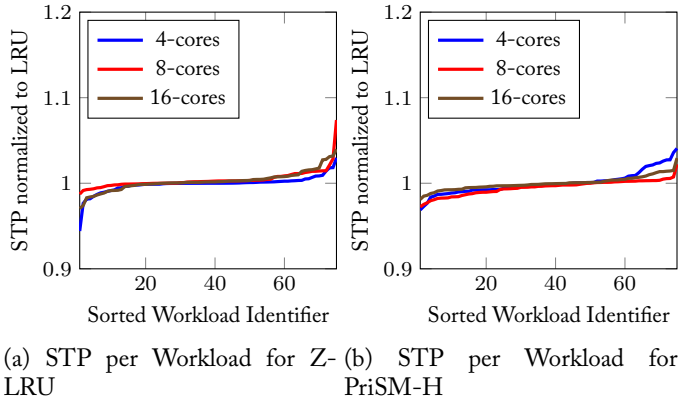 1.2
1.1
1
0.9
STP normalized to LRU
4-cores
8-cores
16-cores
20
40
60
Sorted Workload Identifier
(a) STP per Workload for Z-
LRU
1.2
1.1
1
0.9
STP normalized to LRU
4-cores
8-cores
16-cores
20
40
60
Sorted Workload Identifier
(b) STP per Workload for
PriSM-H